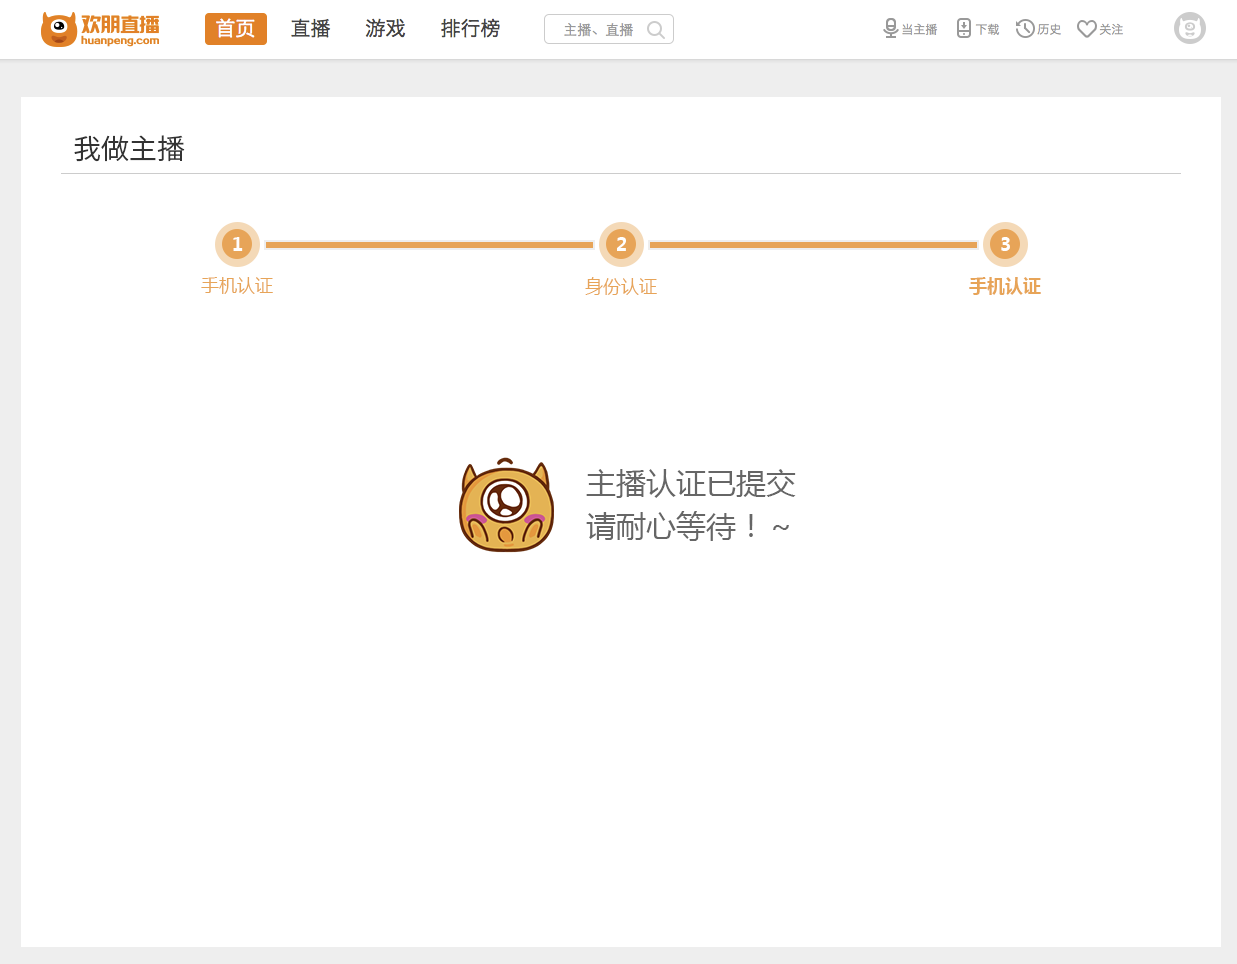 欢朋直播
huanpeng.com
首页 直播 游戏 排行榜
主播、直播
当主播 下载 历史 关注
我做主播
1 2 3
手机认证 身份认证 手机认证
主播认证已提交
请耐心等待！~